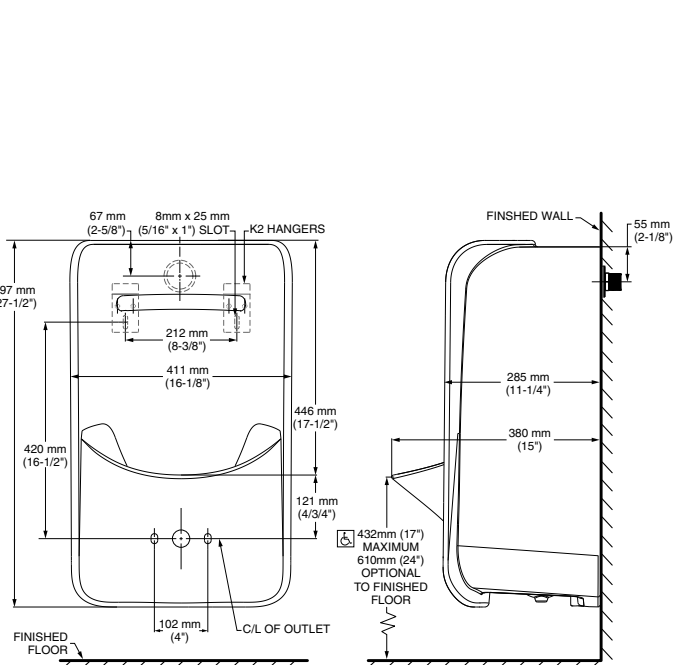 67 mm
(2-5/8")
8mm x 25 mm
(5/16" x 1") SLOT
K2 HANGERS
97 mm
27-1/2")
212 mm
(8-3/8")
411 mm
(16-1/8")
446 mm
(17-1/2")
420 mm
(16-1/2")
121 mm
(4/3/4")
102 mm
(4")
C/L OF OUTLET
FINISHED
FLOOR
FINSHED WALL
55 mm
(2-1/8")
285 mm
(11-1/4")
380 mm
(15")
432mm (17")
MAXIMUM
610mm (24")
OPTIONAL
TO FINISHED
FLOOR